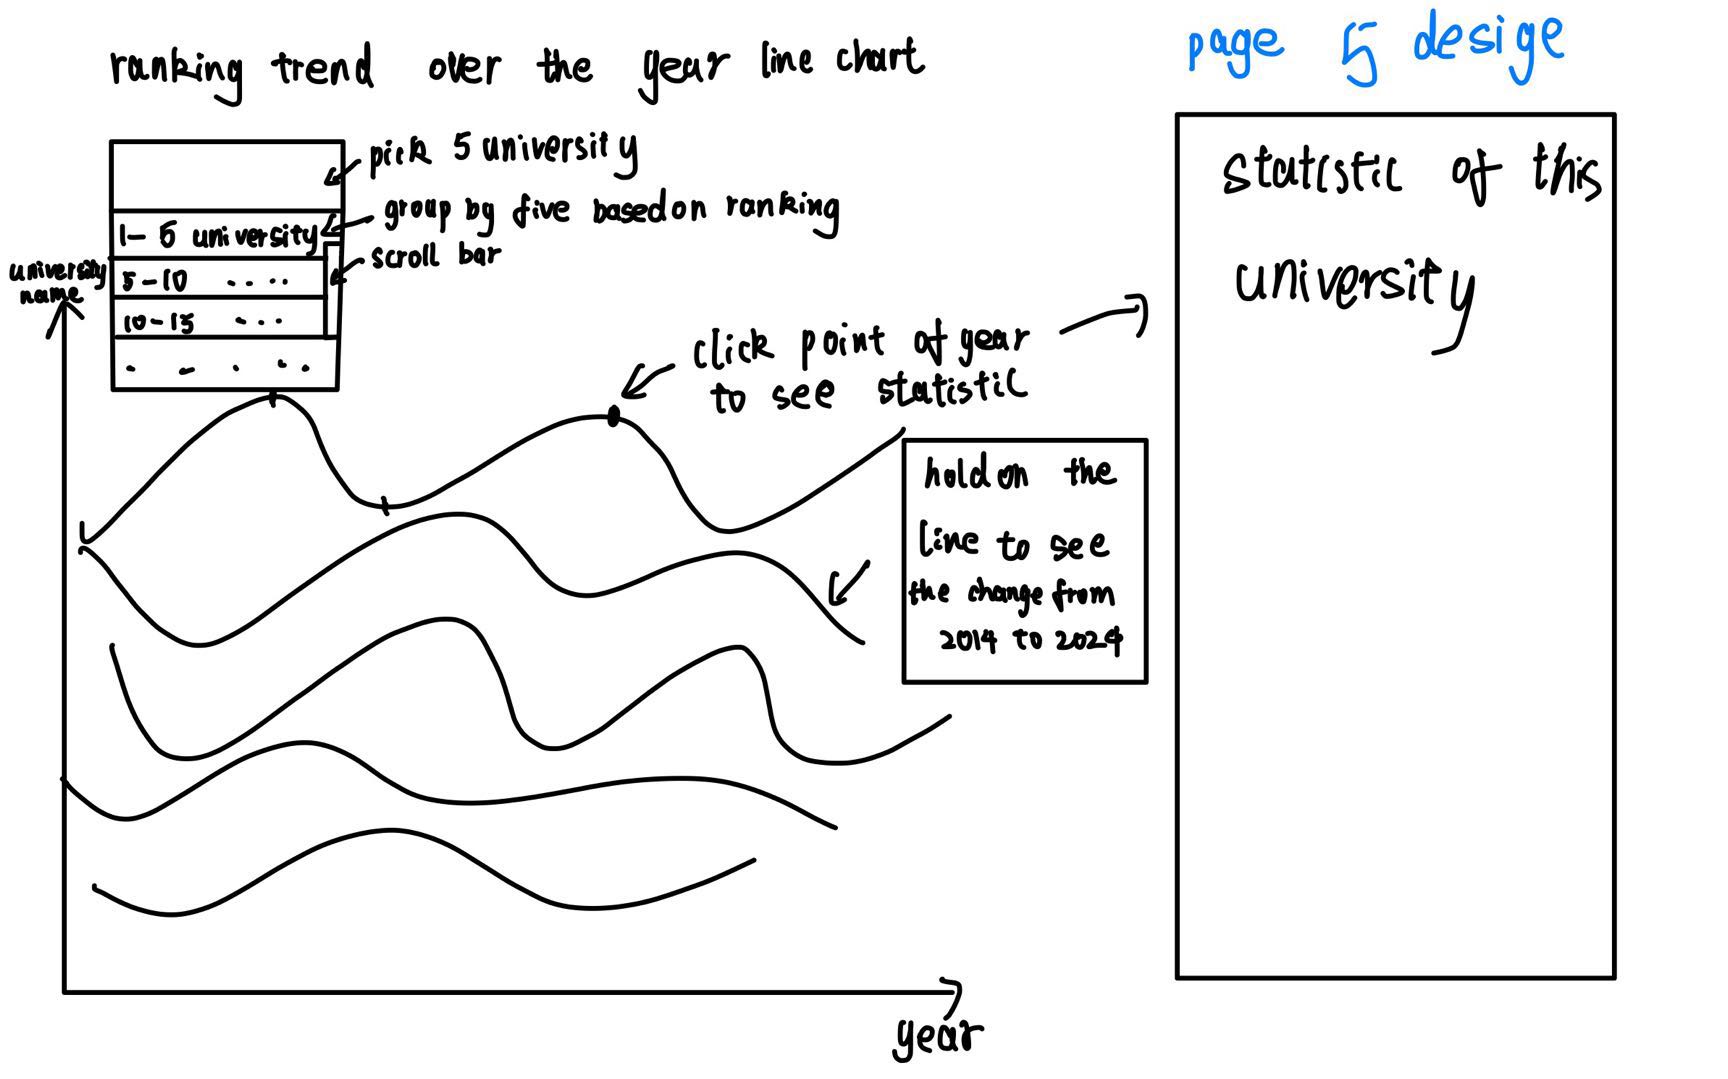 page 5 desige
ranking trend over the year line chart
pick 5 university
group by five based on ranking
1- 5 university
scroll bar
university
name
5-10 ....
10-15 ...
. - . . .
click point of year
to see statistic
hold on the
line to see
the change from
2014 to 2024
year
statistic of this
university